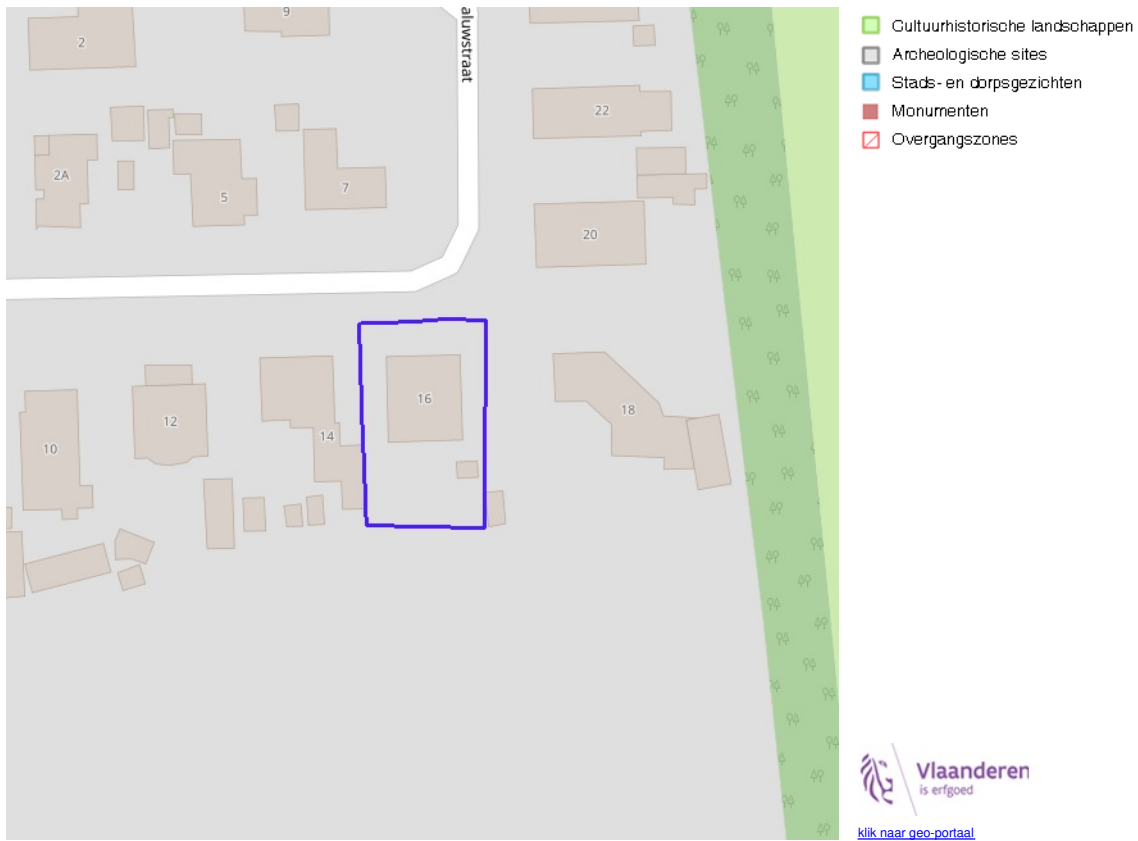 9
2
aluwstraat
22
2A
5
7
20
16
12
14
18
10
Cultuurhistorische landschappen
Archeologische sites
Stads- en dorpsgezichten
Monumenten
Overgangszones
Vlaanderen
is erfgoed
klik naar geo-portaal